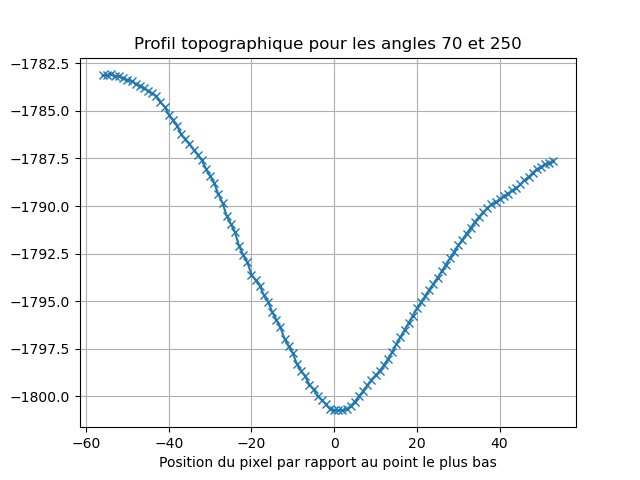 Profil topographique pour les angles 70 et 250
−1782.5
−1785.0
−1787.5
−1790.0
−1792.5
−1795.0
−1797.5
−1800.0
−60 −40 −20 0 20 40
Position du pixel par rapport au point le plus bas